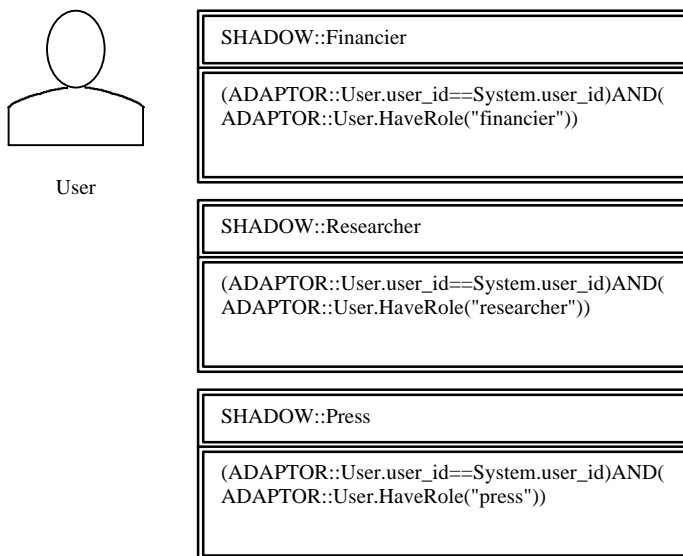 SHADOW::Financier
(ADAPTOR::User.user_id==System.user_id)AND(
ADAPTOR::User.HaveRole("financier"))
User
SHADOW::Researcher
(ADAPTOR::User.user_id==System.user_id)AND(
ADAPTOR::User.HaveRole("researcher"))
SHADOW::Press
(ADAPTOR::User.user_id==System.user_id)AND(
ADAPTOR::User.HaveRole("press"))